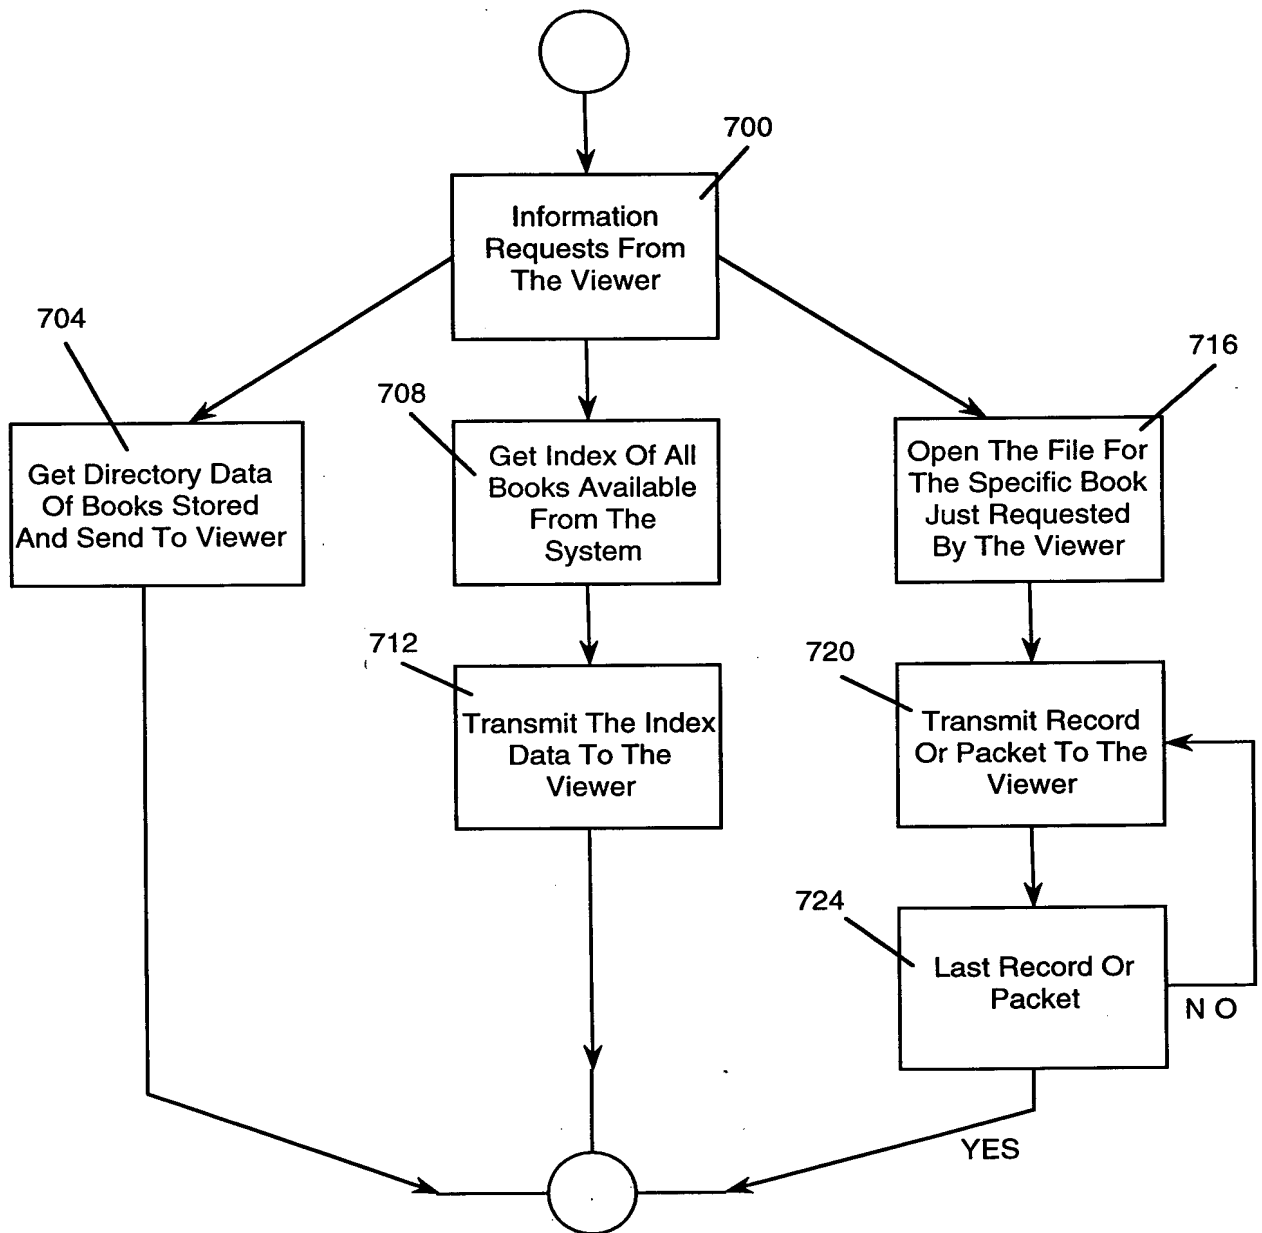 700
Information
Requests From
The Viewer
704
Get Directory Data
Of Books Stored
And Send To Viewer
708
Get Index Of All
Books Available
From The
System
716
Open The File For
The Specific Book
Just Requested
By The Viewer
712
Transmit The Index
Data To The
Viewer
720
Transmit Record
Or Packet To The
Viewer
724
Last Record Or
Packet
N O
YES